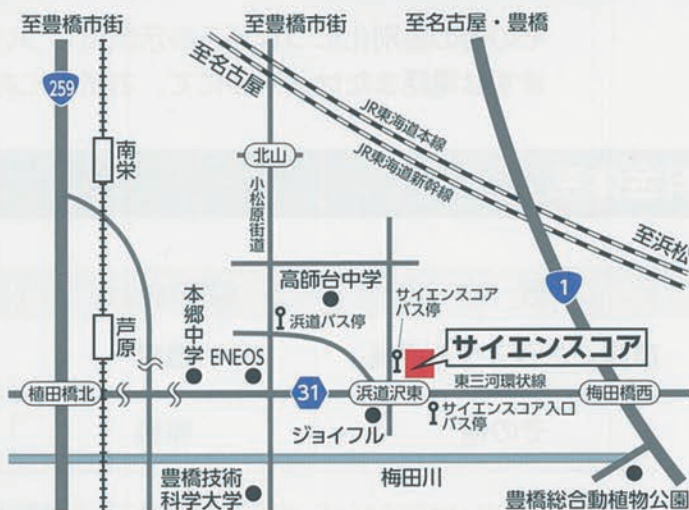 至豊橋市街
至豊橋市街
至名古屋・豊橋
259
至名古屋
JR東海道本線
JR東海道新幹線
至浜松
南栄
北山
小松原街道
1
高師台中学
サイエンスコア
バス停
浜道バス停
芦原
本郷中学
ENEOS
サイエンスコア
東三河環状線
植田橋北
31
浜道沢東
梅田橋西
ジョイフル
サイエンスコア入口
バス停
梅田川
豊橋技術
科学大学
豊橋総合動植物公園